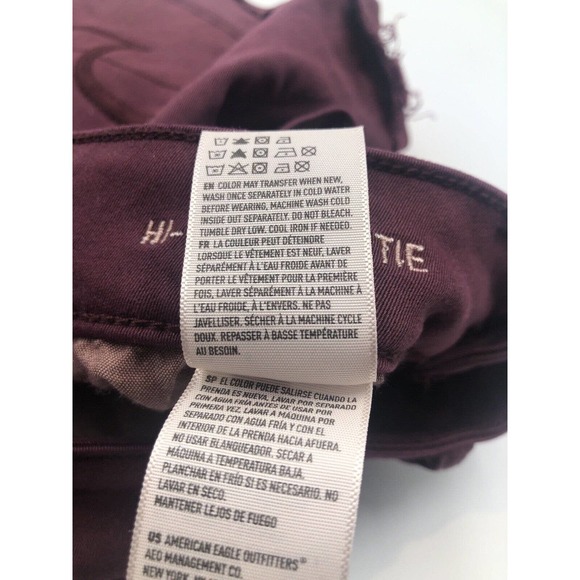 EN COLOR MAY TRANSFER WHEN NEW,
WASH ONCE SEPARATELY IN COLD WATER
BEFORE WEARING, MACHINE WASH COLD
INSIDE OUT SEPARATELY. DO NOT BLEACH.
TUMBLE DRY LOW. COOL IRON IF NEEDED.
FR LA COULEUR PEUT DÉTEINDRE
LORSQUE LE VÊTEMENT EST NEUF, LAVER
SÉPARÉMENT À L'EAU FROIDE AVANT DE
PORTER LE VÊTEMENT POUR LA PREMIÈRE
FOIS, LAVER SÉPARÉMENT À LA MACHINE À
L'EAU FROIDE, À L'ENVERS. NE PAS
JAVELLISER. SÉCHER À LA MACHINE CYCLE
DOUX. REPASSER À BASSE TEMPÉRATURE
AU BESOIN.
HI-
TIE
SP EL COLOR PUEDE SALIRSE CUANDO LA
PRENDA ES NUEVA, LAVAR POR SEPARADO
CON AGUA FRÍA ANTES DE USAR POR
PRIMERA VEZ. LAVAR A MÁQUINA POR
SEPARADO CON AGUA FRÍA Y CON EL
INTERIOR DE LA PRENDA HACIA AFUERA.
NO USAR BLANQUEADOR. SECAR A
MÁQUINA A TEMPERATURA BAJA.
PLANCHAR EN FRÍO SI ES NECESARIO. NO
LAVAR EN SECO.
MANTENER LEJOS DE FUEGO
US AMERICAN EAGLE OUTFITTERS®
AEO MANAGEMENT CO.
NEW YORK,